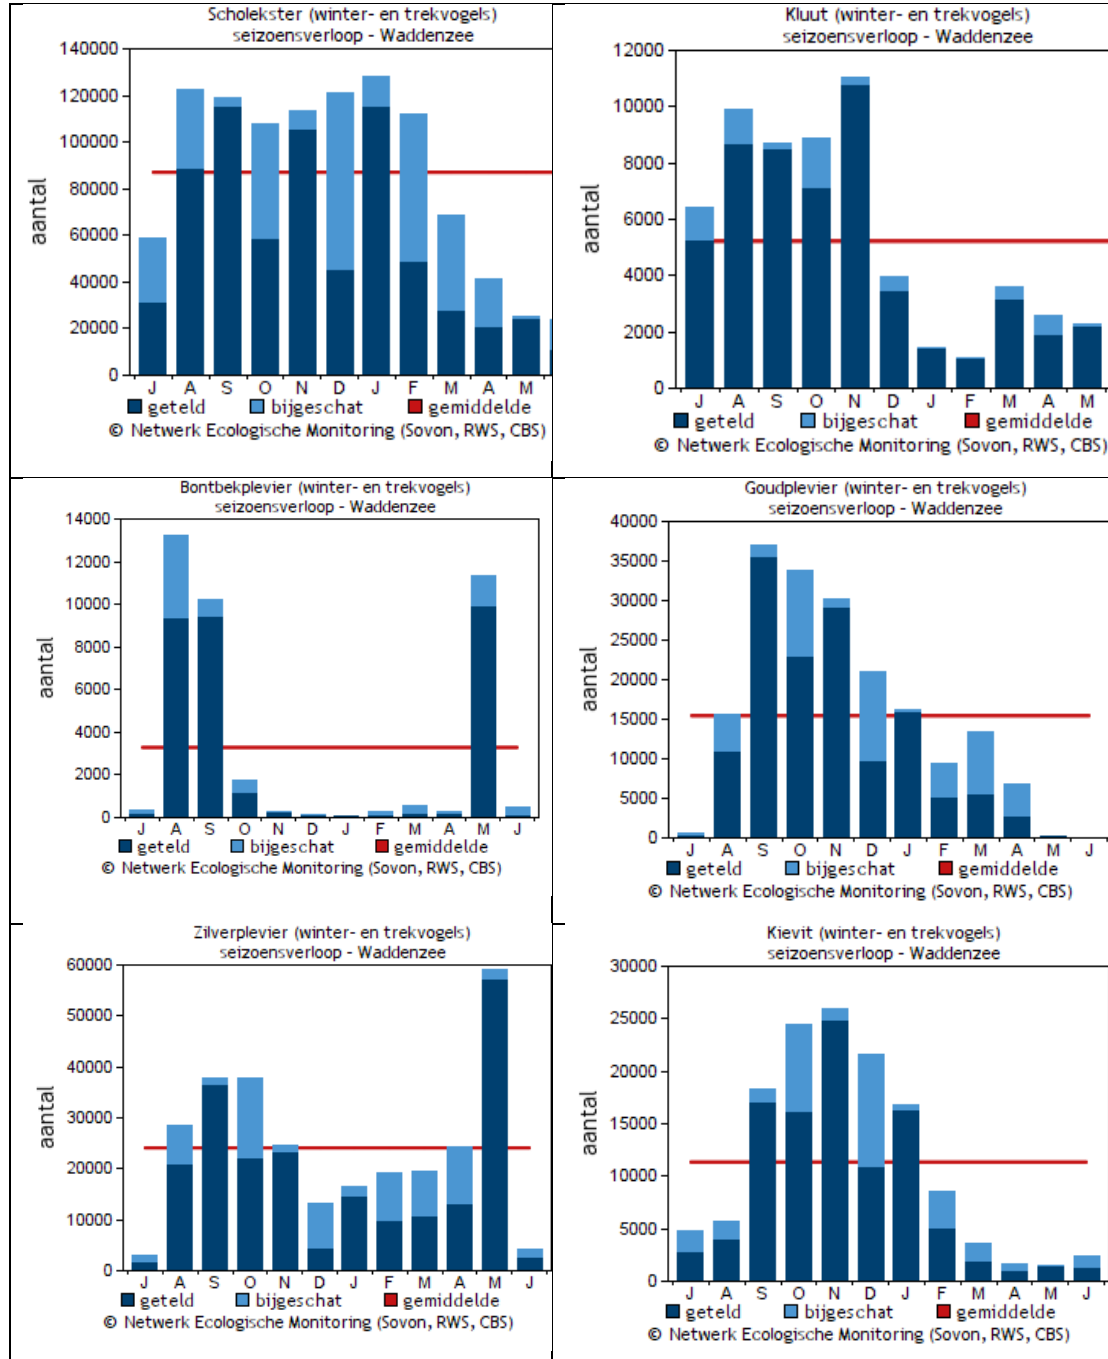 Scholekster (winter- en trekvogels)
seizoensverloop - Waddenzee
140000
120000
100000
80000
60000
40000
20000
0
aantal
J A S O N D J F M A M
geteld bijgeschat gemiddelde
© Netwerk Ecologische Monitoring (Sovon, RWS, CBS)
Kluut (winter- en trekvogels)
seizoensverloop - Waddenzee
12000
10000
8000
6000
4000
2000
0
aantal
J A S O N D J F M A M
geteld bijgeschat gemiddelde
© Netwerk Ecologische Monitoring (Sovon, RWS, CBS)
Bontbekplevier (winter- en trekvogels)
seizoensverloop - Waddenzee
14000
12000
10000
8000
6000
4000
2000
0
aantal
J A S O N D J F M A M J
geteld bijgeschat gemiddelde
© Netwerk Ecologische Monitoring (Sovon, RWS, CBS)
Goudplevier (winter- en trekvogels)
seizoensverloop - Waddenzee
40000
35000
30000
25000
20000
15000
10000
5000
0
aantal
J A S O N D J F M A M J
geteld bijgeschat gemiddelde
© Netwerk Ecologische Monitoring (Sovon, RWS, CBS)
Zilverplevier (winter- en trekvogels)
seizoensverloop - Waddenzee
60000
50000
40000
30000
20000
10000
0
aantal
J A S O N D J F M A M J
geteld bijgeschat gemiddelde
© Netwerk Ecologische Monitoring (Sovon, RWS, CBS)
Kievit (winter- en trekvogels)
seizoensverloop - Waddenzee
30000
25000
20000
15000
10000
5000
0
aantal
J A S O N D J F M A M J
geteld bijgeschat gemiddelde
© Netwerk Ecologische Monitoring (Sovon, RWS, CBS)